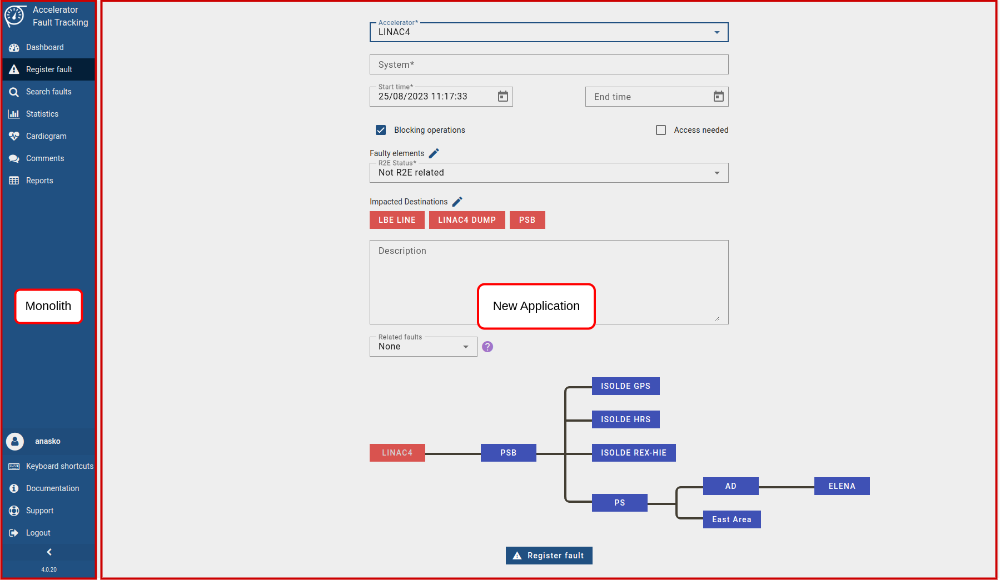 Accelerator
Fault Tracking
Dashboard
Register fault
Search faults
Statistics
Cardiogram
Comments
Reports
Monolith
anasko
Keyboard shortcuts
Documentation
Support
Logout
4.0.20
Accelerator*
LINAC4
System*
Start time*
25/08/2023 11:17:33
End time
Blocking operations
Access needed
Faulty elements
R2E Status*
Not R2E related
Impacted Destinations
LBE LINE
LINAC4 DUMP
PSB
Description
New Application
Related faults
None
?
ISOLDE GPS
ISOLDE HRS
LINAC4
PSB
ISOLDE REX-HIE
AD
ELENA
PS
East Area
Register fault